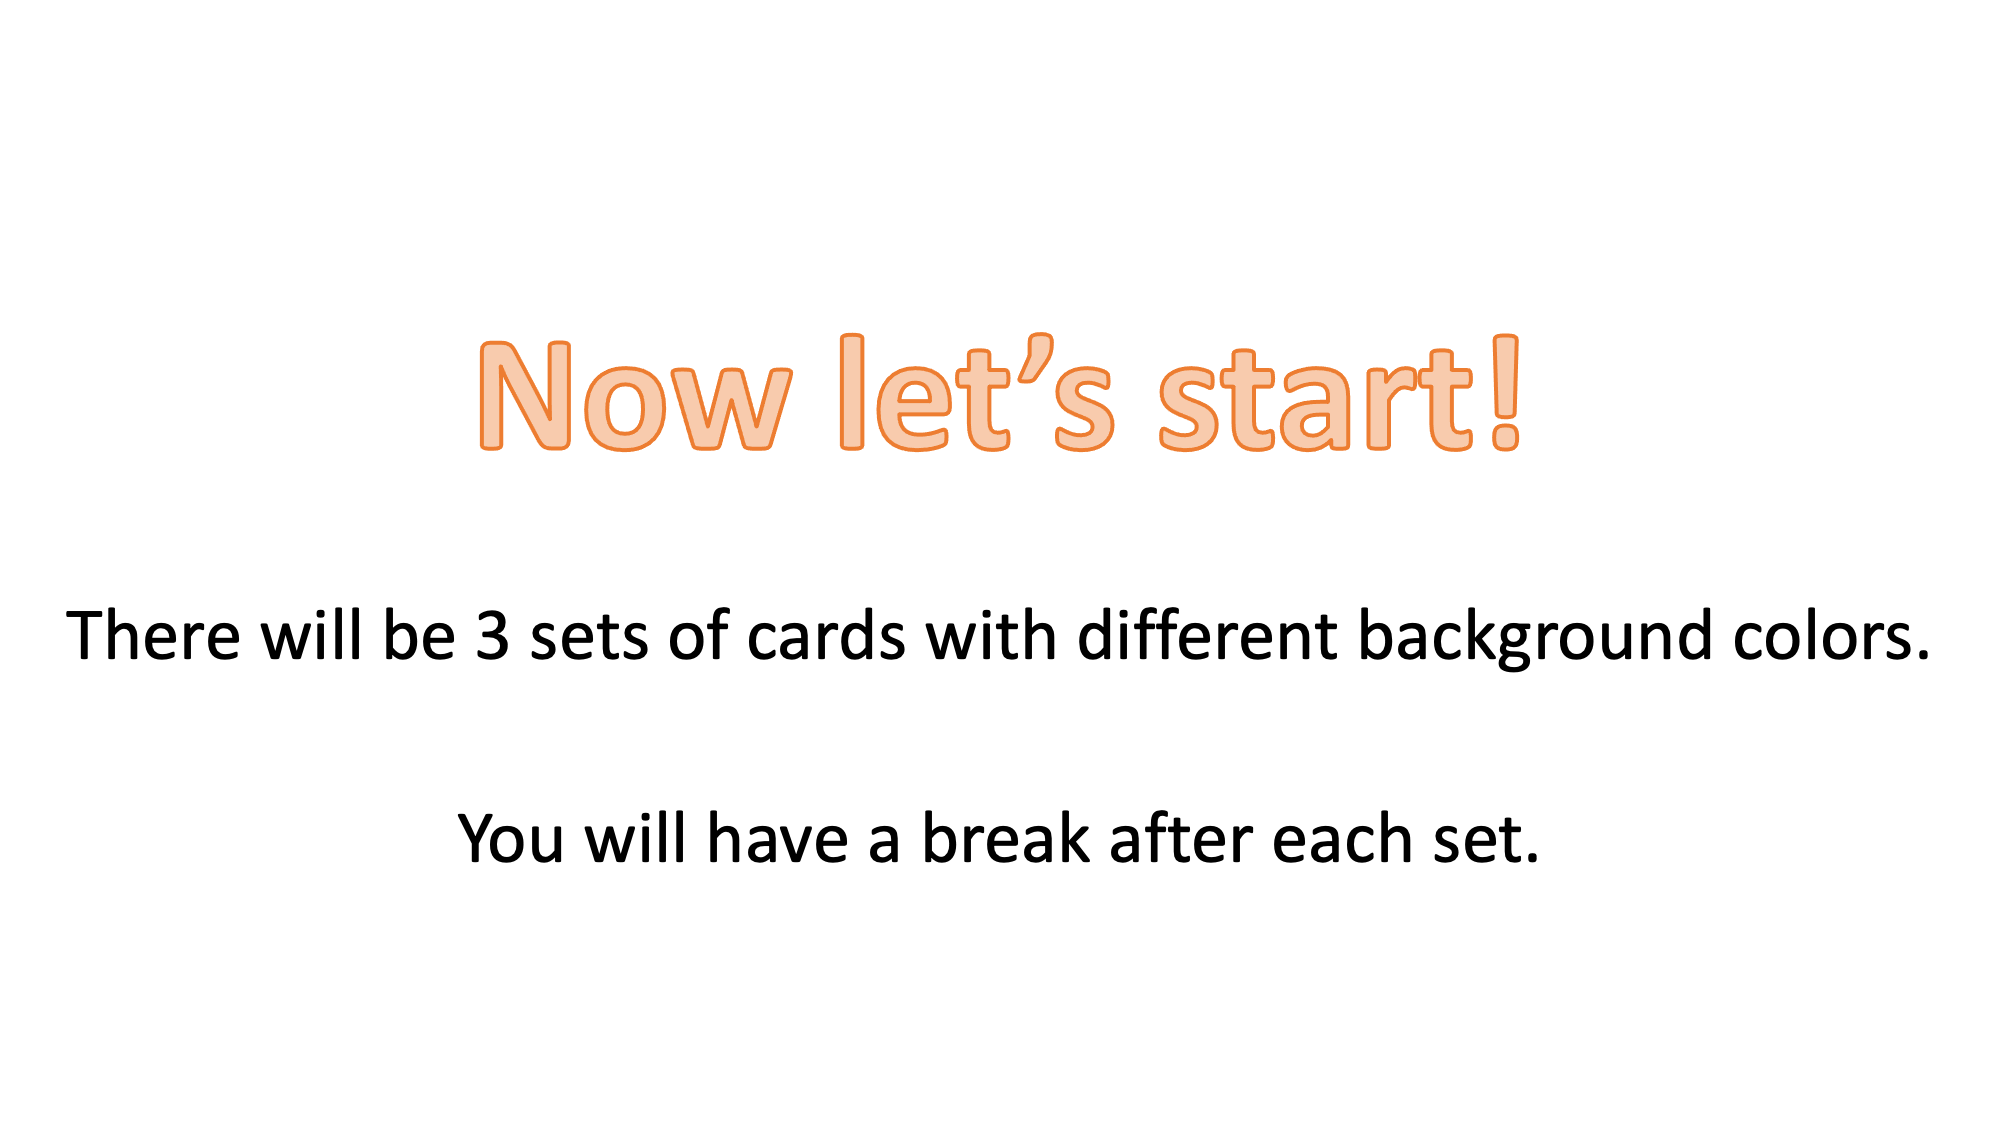 Now let’s start!
There will be 3 sets of cards with different background colors.
You will have a break after each set.